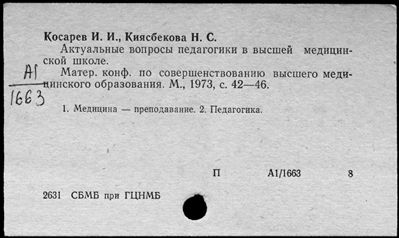 Косарев И. И., Киясбекова Н. С.
Актуальные вопросы педагогики в высшей медицин-
ской школе.
Матер. конф. по совершенствованию высшего меди-
цинского образования. М., 1973, с. 42—46.
А1
1663
1. Медицина — преподавание. 2. Педагогика.
П А1/1663 8
2631 СБМБ при ГЦНМБ